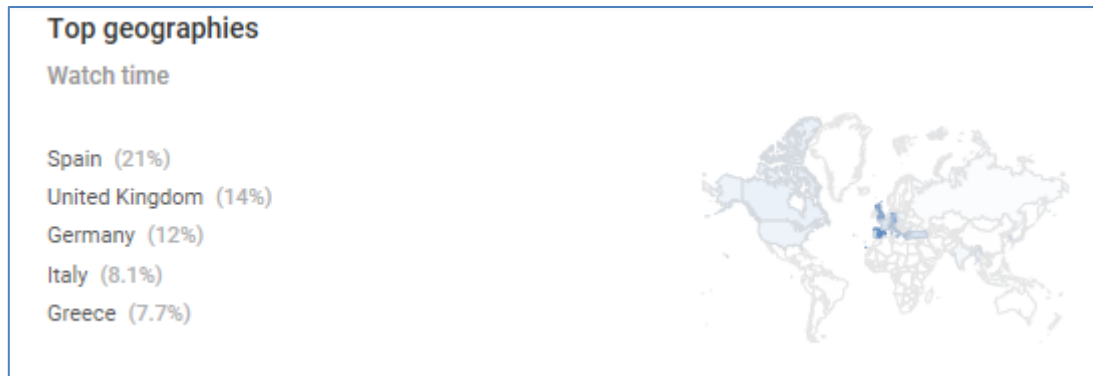 Top geographies
Watch time
Spain (21%)
United Kingdom (14%)
Germany (12%)
Italy (8.1%)
Greece (7.7%)